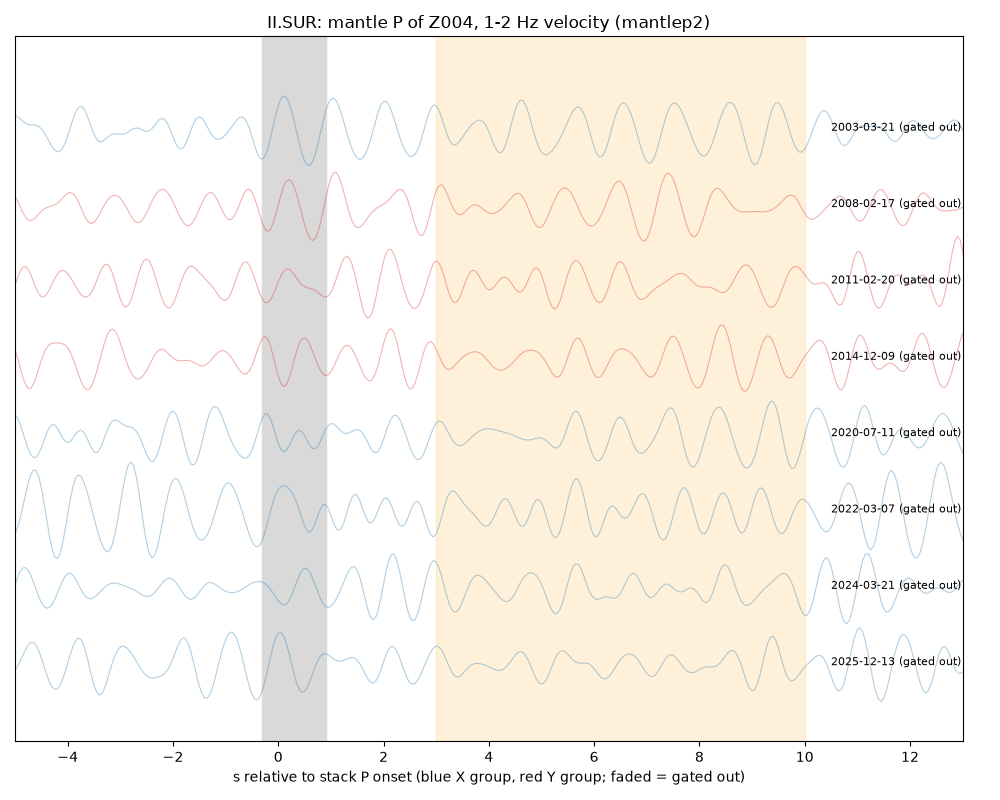 II.SUR: mantle P of Z004, 1-2 Hz velocity (mantlep2)
2003-03-21 (gated out)
2008-02-17 (gated out)
2011-02-20 (gated out)
2014-12-09 (gated out)
2020-07-11 (gated out)
2022-03-07 (gated out)
2024-03-21 (gated out)
2025-12-13 (gated out)
−4 −2 0 2 4 6 8 10 12
s relative to stack P onset (blue X group, red Y group; faded = gated out)